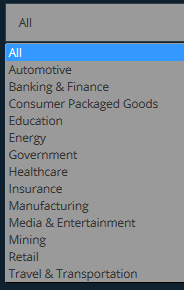 All
All
Automotive
Banking & Finance
Consumer Packaged Goods
Education
Energy
Government
Healthcare
Insurance
Manufacturing
Media & Entertainment
Mining
Retail
Travel & Transportation